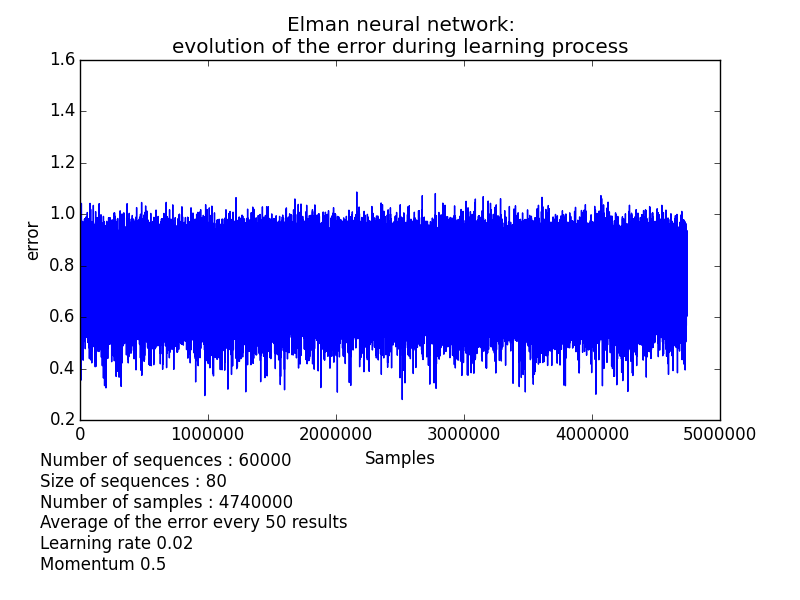 Elman neural network:
evolution of the error during learning process
1.6
1.4
1.2
1.0
0.8
0.6
0.4
0.2
error
0 1000000 2000000 3000000 4000000 5000000
Samples
Number of sequences : 60000
Size of sequences : 80
Number of samples : 4740000
Average of the error every 50 results
Learning rate 0.02
Momentum 0.5